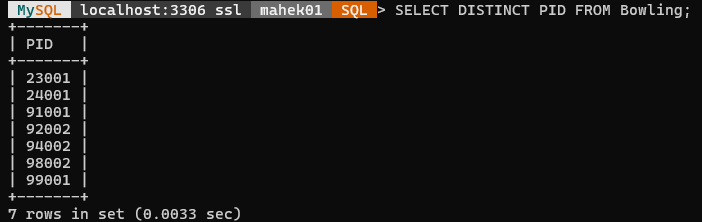 MySQL localhost:3306 ssl mahek01 SQL > SELECT DISTINCT PID FROM Bowling;
+-------+
| PID   |
+-------+
| 23001 |
| 24001 |
| 91001 |
| 92002 |
| 94002 |
| 98002 |
| 99001 |
+-------+
7 rows in set (0.0033 sec)